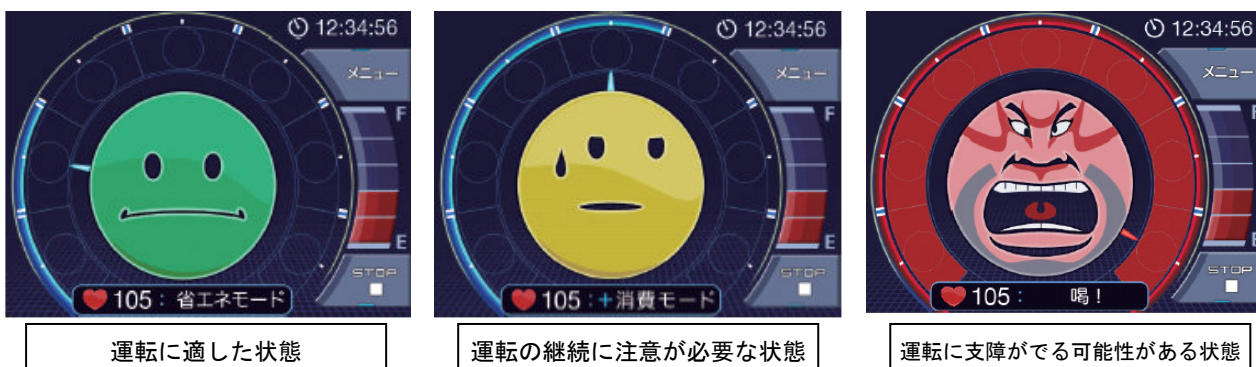 12:34:56
メニュー
F
E
STOP
105：省エネモード
運転に適した状態
12:34:56
メニュー
F
E
STOP
105：+消費モード
運転の継続に注意が必要な状態
12:34:56
メニュー
F
E
STOP
105： 喝！
運転に支障がでる可能性がある状態